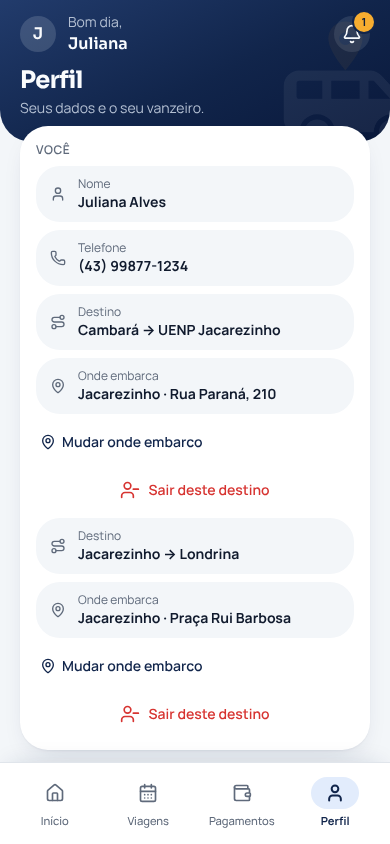 J
Bom dia,
Juliana
1
Perfil
Seus dados e o seu vanzeiro.
VOCÊ
Nome
Juliana Alves
Telefone
(43) 99877-1234
Destino
Cambará → UENP Jacarezinho
Onde embarca
Jacarezinho · Rua Paraná, 210
Mudar onde embarco
Sair deste destino
Destino
Jacarezinho → Londrina
Onde embarca
Jacarezinho · Praça Rui Barbosa
Mudar onde embarco
Sair deste destino
Início
Viagens
Pagamentos
Perfil